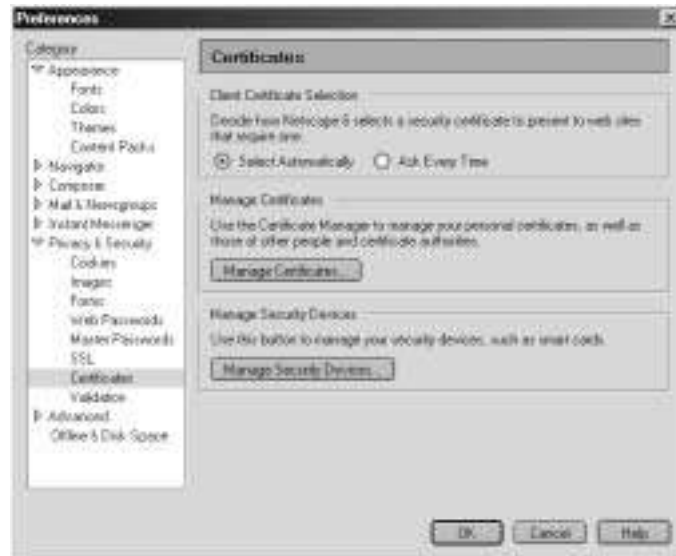 Preferences
Category
Appearance
Fonts
Colors
Themes
Content Packs
Navigator
Composer
Mail & Newsgroups
Instant Messenger
Privacy & Security
Cookies
Images
Forms
Web Passwords
Master Passwords
SSL
Certificates
Validation
Advanced
Offline & Disk Space
Certificates
Client Certificate Selection
Decide how Netscape 6 selects a security certificate to present to web sites
that require one:
Select Automatically
Ask Every Time
Manage Certificates
Use the Certificate Manager to manage your personal certificates, as well as
those of other people and certificate authorities.
Manage Certificates...
Manage Security Devices
Use this button to manage your security devices, such as smart cards.
Manage Security Devices...
OK
Cancel
Help